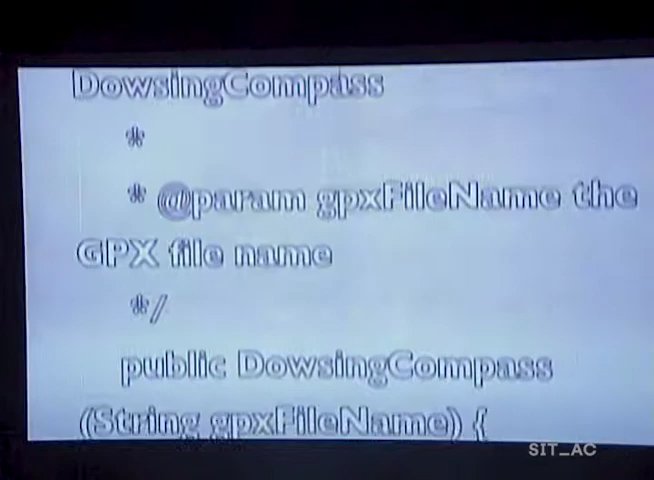 DowsingCompass
*
* @param gpxFileName the
GPX file name
*/
public DowsingCompass
(String gpxFileName) {
SIT_AC